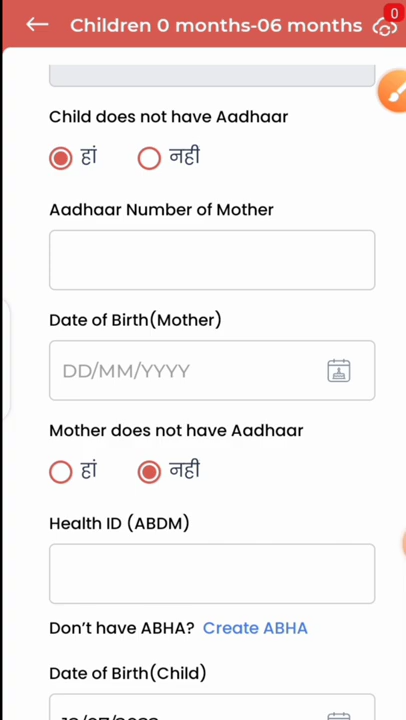 Children 0 months-06 months
0
Child does not have Aadhaar
हां नही
Aadhaar Number of Mother
Date of Birth(Mother)
DD/MM/YYYY
Mother does not have Aadhaar
हां नही
Health ID (ABDM)
Don't have ABHA? Create ABHA
Date of Birth(Child)